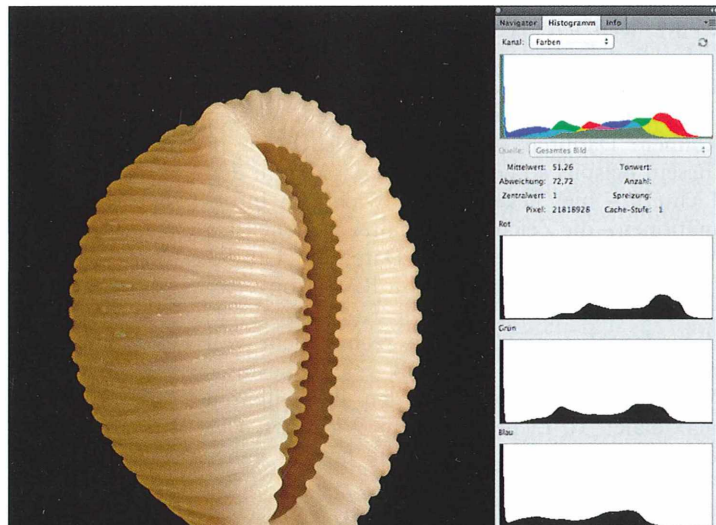 Navigator Histogramm Info
Kanal: Farben
Quelle: Gesamtes Bild
Mittelwert: 51,26 Tonwert:
Abweichung: 72,72 Anzahl:
Zentralwert: 1 Spreizung:
Pixel: 21818928 Cache-Stufe: 1
Rot
Grün
Blau